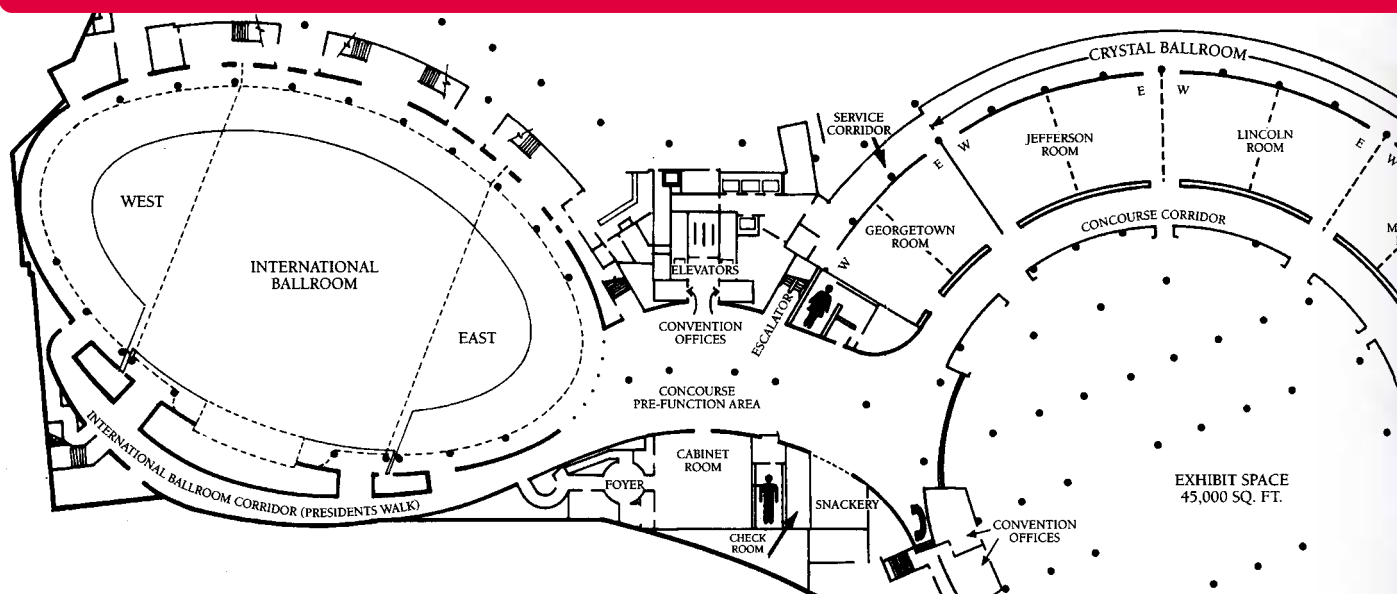 CRYSTAL BALLROOM
E
W
SERVICE
CORRIDOR
JEFFERSON
ROOM
LINCOLN
ROOM
E
W
E
W
WEST
CONCOURSE CORRIDOR
GEORGETOWN
ROOM
M
W
INTERNATIONAL
BALLROOM
ELEVATORS
EAST
CONVENTION
OFFICES
ESCALATOR
CONCOURSE
PRE-FUNCTION AREA
INTERNATIONAL BALLROOM CORRIDOR (PRESIDENTS WALK)
CABINET
ROOM
FOYER
SNACKERY
CHECK
ROOM
EXHIBIT SPACE
45,000 SQ. FT.
CONVENTION
OFFICES